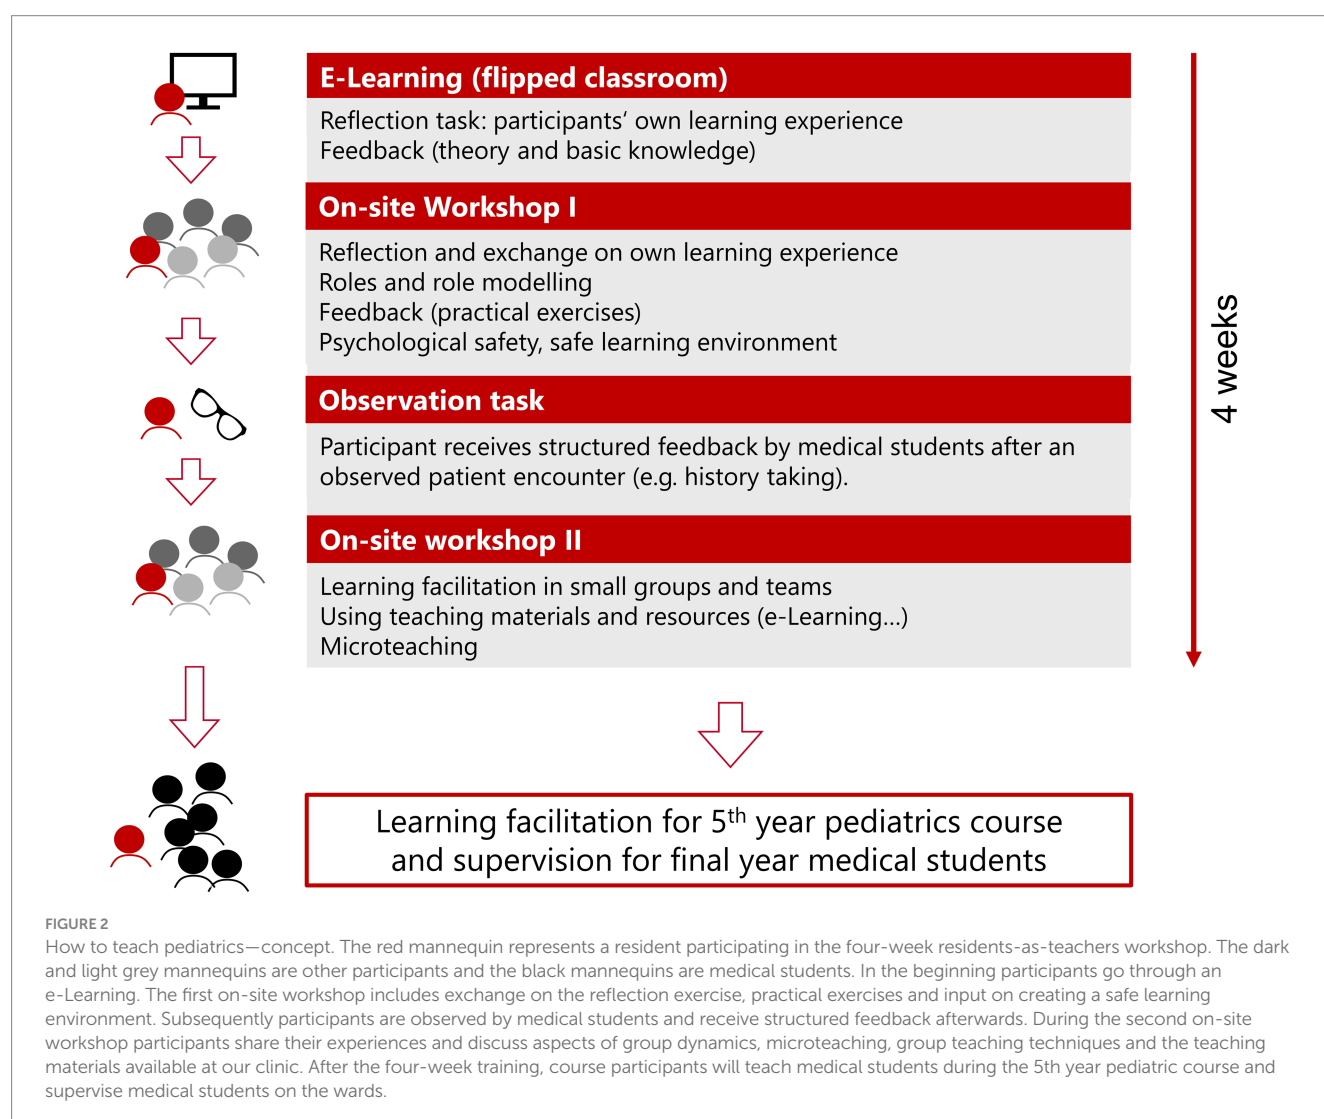 E-Learning (flipped classroom)
Reflection task: participants‘ own learning experience
Feedback (theory and basic knowledge)
On-site Workshop I
Reflection and exchange on own learning experience
Roles and role modelling
Feedback (practical exercises)
Psychological safety, safe learning environment
Observation task
Participant receives structured feedback by medical students after an
observed patient encounter (e.g. history taking).
On-site workshop II
Learning facilitation in small groups and teams
Using teaching materials and resources (e-Learning…)
Microteaching
4 weeks
Learning facilitation for 5th year pediatrics course
and supervision for final year medical students
FIGURE 2
How to teach pediatrics—concept. The red mannequin represents a resident participating in the four-week residents-as-teachers workshop. The dark
and light grey mannequins are other participants and the black mannequins are medical students. In the beginning participants go through an
e-Learning. The first on-site workshop includes exchange on the reflection exercise, practical exercises and input on creating a safe learning
environment. Subsequently participants are observed by medical students and receive structured feedback afterwards. During the second on-site
workshop participants share their experiences and discuss aspects of group dynamics, microteaching, group teaching techniques and the teaching
materials available at our clinic. After the four-week training, course participants will teach medical students during the 5th year pediatric course and
supervise medical students on the wards.